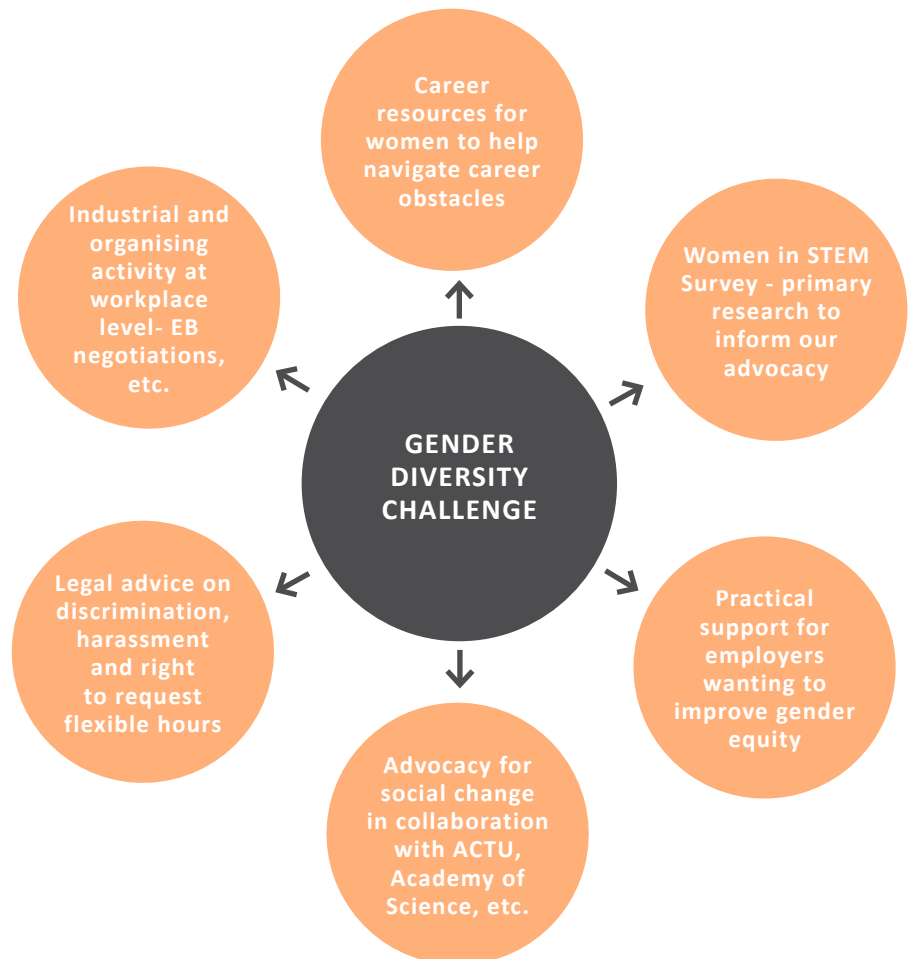 Career
resources for
women to help
navigate career
obstacles
Industrial and
organising
activity at
workplace
level- EB
negotiations,
etc.
Women in STEM
Survey - primary
research to
inform our
advocacy
GENDER
DIVERSITY
CHALLENGE
Legal advice on
discrimination,
harassment
and right
to request
flexible hours
Practical
support for
employers
wanting to
improve gender
equity
Advocacy for
social change
in collaboration
with ACTU,
Academy of
Science, etc.